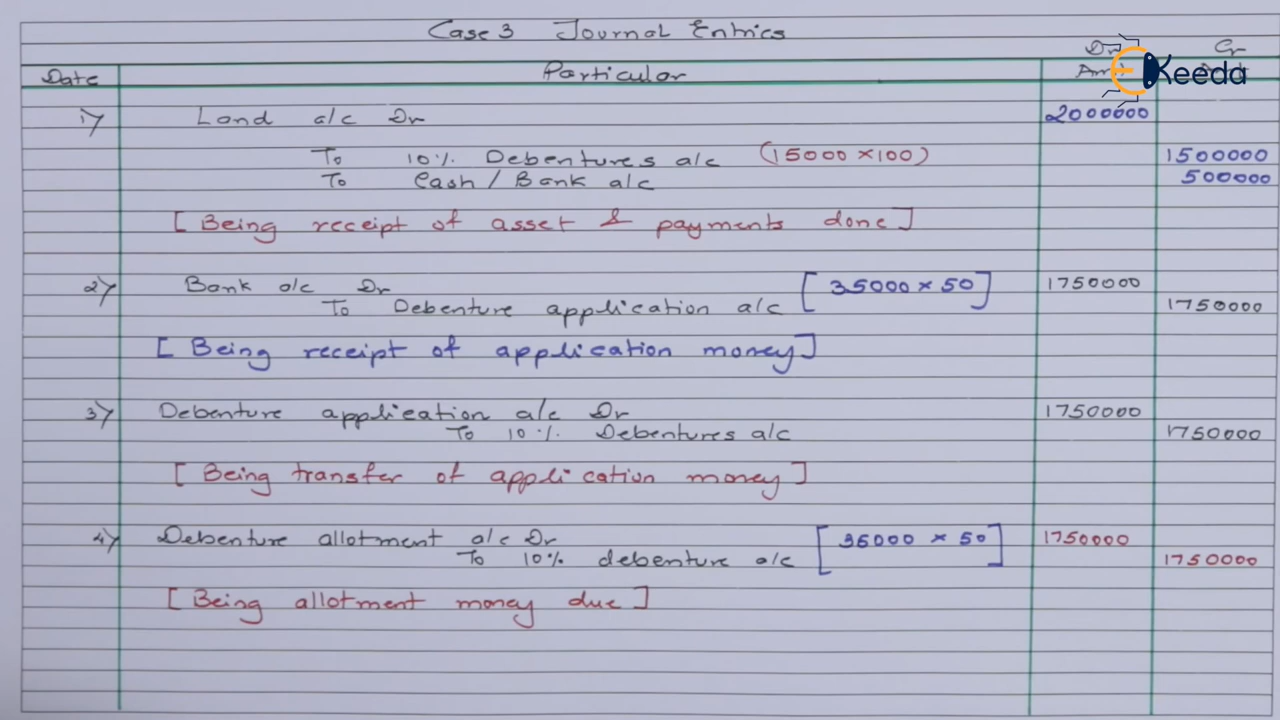 Case 3 Journal Entries
Date Particular Dr Cr
Keeda
1) Land a/c Dr 2000000
To 10% Debentures a/c (15000 × 100) 1500000
To Cash / Bank a/c 500000
[ Being receipt of asset & payments done ]
2) Bank a/c Dr [ 35000 × 50 ] 1750000
To Debenture application a/c 1750000
[ Being receipt of application money ]
3) Debenture application a/c Dr 1750000
To 10% Debentures a/c 1750000
[ Being transfer of application money ]
4) Debenture allotment a/c Dr [ 35000 × 50 ] 1750000
To 10% debenture a/c 1750000
[ Being allotment money due ]